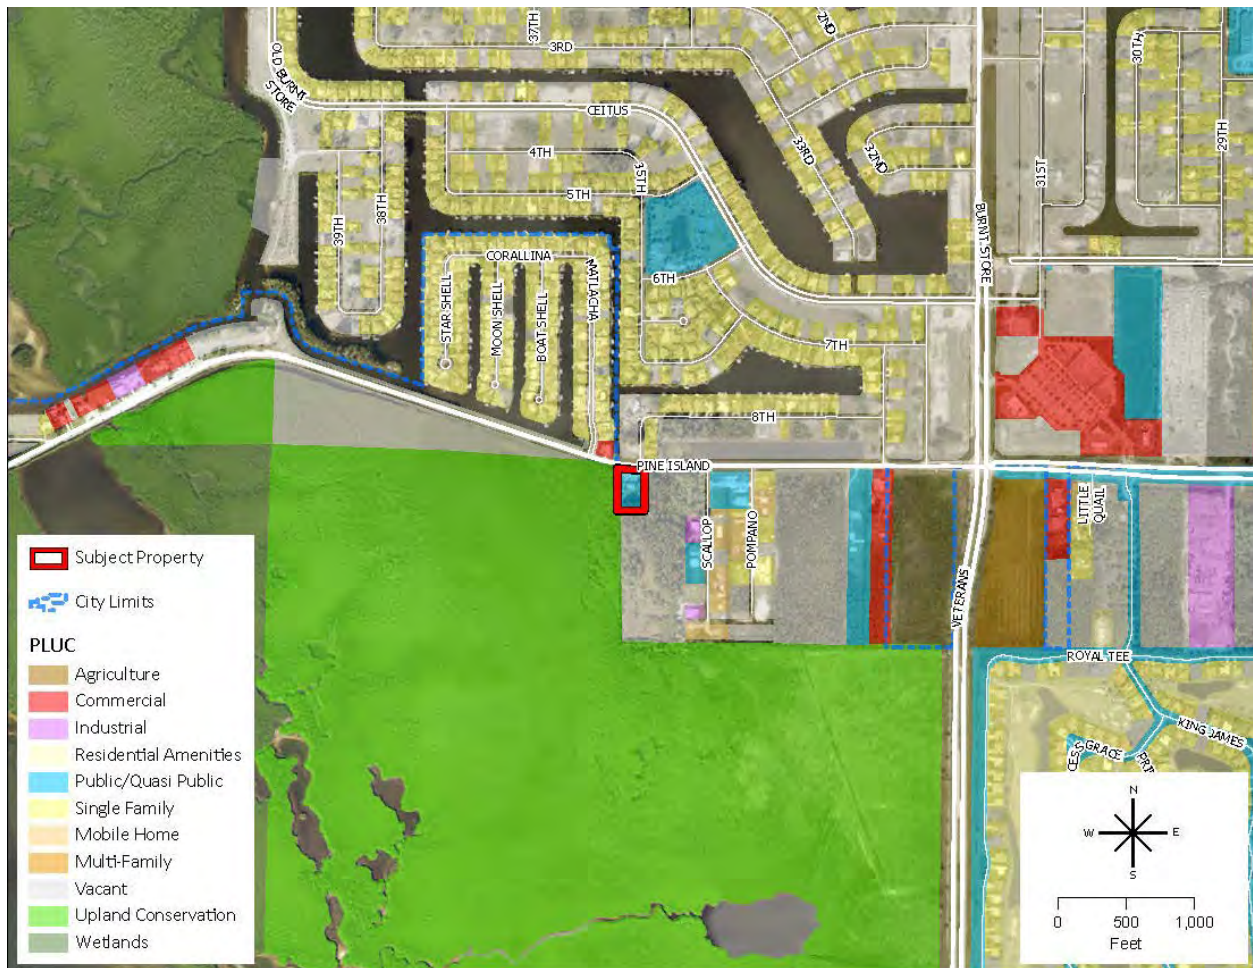 37TH
2ND
3RD
30TH
OLD BURNT
STORE
CEITUS
29TH
4TH
33RD
32ND
31ST
35TH
5TH
38TH
39TH
BURNT STORE
CORALLINA
MATLACHA
6TH
STAR SHELL
MOON SHELL
BOAT SHELL
7TH
8TH
PINE ISLAND
SCALLOP
POMPANO
LITTLE
QUAIL
VETERANS
ROYAL TEE
KING JAMES
CESS GRACE
PRI
Subject Property
City Limits
PLUC
Agriculture
Commercial
Industrial
Residential Amenities
Public/Quasi Public
Single Family
Mobile Home
Multi-Family
Vacant
Upland Conservation
Wetlands
N
W
E
S
0 500 1,000
Feet